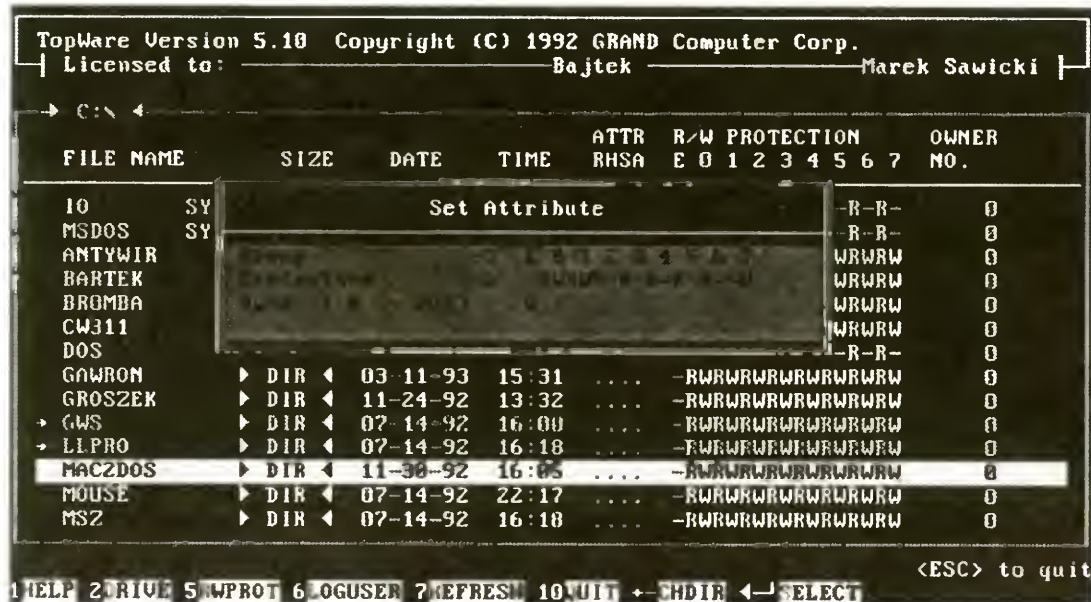 TopWare Version 5.10 Copyright (C) 1992 GRAND Computer Corp.
Licensed to: Bajtek Marek Sawicki
→ C:\ ◄
ATTR R/W PROTECTION OWNER
FILE NAME SIZE DATE TIME RHSA E 0 1 2 3 4 5 6 7 NO.
IO SY -R-R- 0
MSDOS SY -R-R- 0
Set Attribute
ANTYWIR WRWRW 0
BARTEK WRWRW 0
BROMBA WRWRW 0
CW311 WRWRW 0
DOS -R-R- 0
GAWRON ► DIR ◄ 03-11-93 15:31 .... -RWRWRWRWRWRWRWRW 0
GROSZEK ► DIR ◄ 11-24-92 13:32 .... -RWRWRWRWRWRWRWRW 0
→ GWS ► DIR ◄ 07-14-92 16:00 .... -RWRWRWRWRWRWRWRW 0
→ LLPRO ► DIR ◄ 07-14-92 16:18 .... -RWRWRWRWRWRWRWRW 0
MAC2DOS ► DIR ◄ 11-30-92 16:05 .... -RWRWRWRWRWRWRWRW 0
MOUSE ► DIR ◄ 07-14-92 22:17 .... -RWRWRWRWRWRWRWRW 0
MSZ ► DIR ◄ 07-14-92 16:18 .... -RWRWRWRWRWRWRWRW 0
<ESC> to quit
1HELP 2DRIVE 5RWPROT 6LOGUSER 7REFRESH 10QUIT ←CHDIR ◄┘SELECT